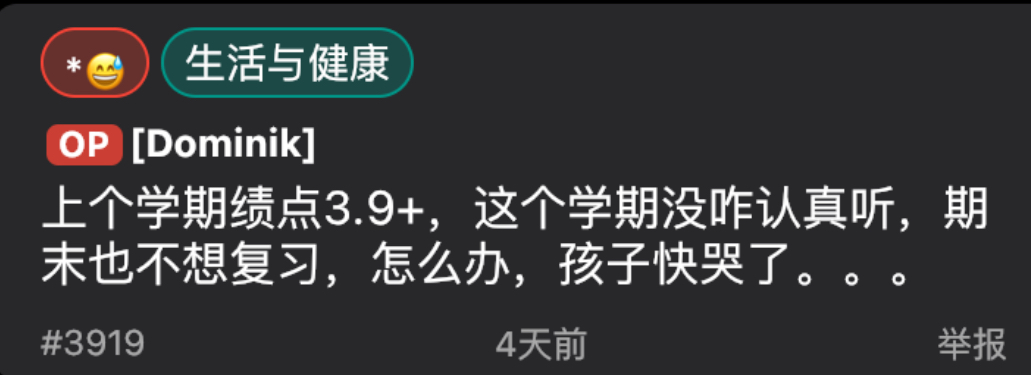 *😅 生活与健康
OP [Dominik]
上个学期绩点3.9+，这个学期没咋认真听，期
末也不想复习，怎么办，孩子快哭了。。。
#3919 4天前 举报